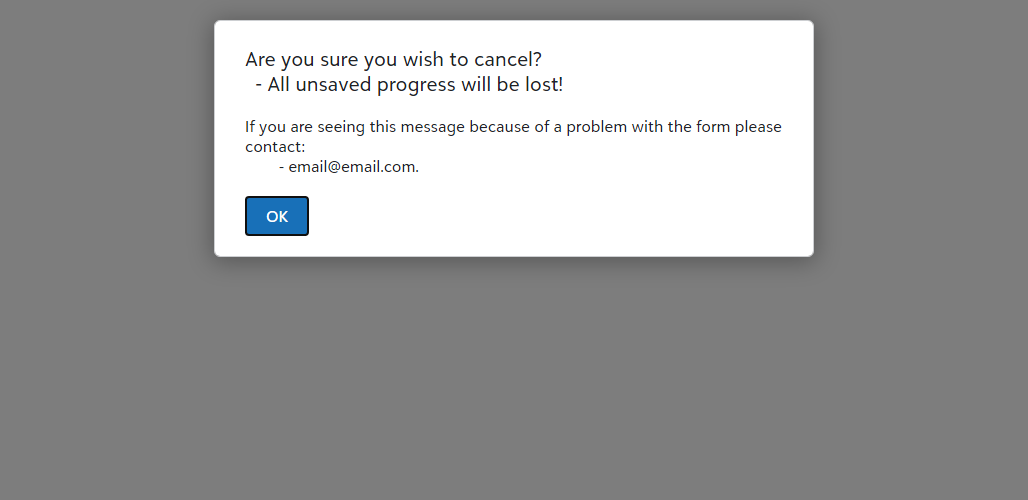 Are you sure you wish to cancel?
- All unsaved progress will be lost!
If you are seeing this message because of a problem with the form please
contact:
- email@email.com.
OK